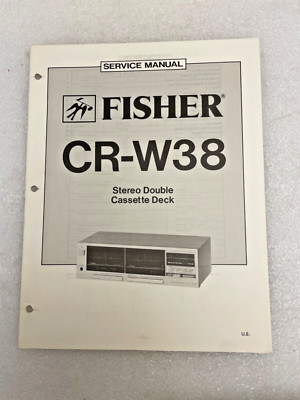 SERVICE MANUAL
FISHER®
CR-W38
Stereo Double
Cassette Deck
U.S.